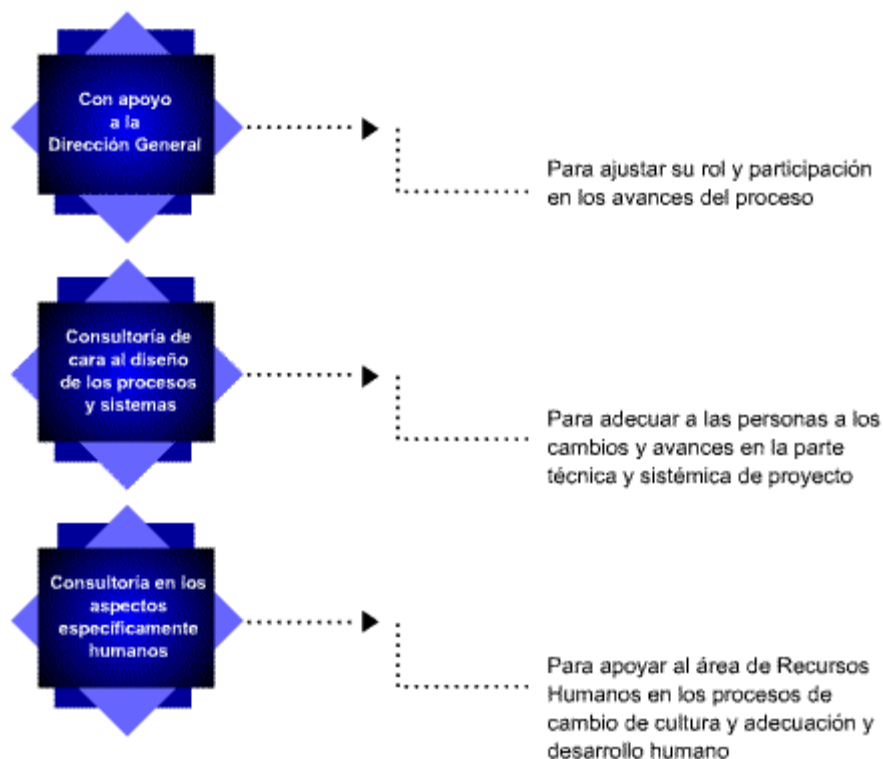 Con apoyo
a la
Dirección General
Para ajustar su rol y participación
en los avances del proceso
Consultoría de
cara al diseño
de los procesos
y sistemas
Para adecuar a las personas a los
cambios y avances en la parte
técnica y sistémica de proyecto
Consultoría en los
aspectos
específicamente
humanos
Para apoyar al área de Recursos
Humanos en los procesos de
cambio de cultura y adecuación y
desarrollo humano